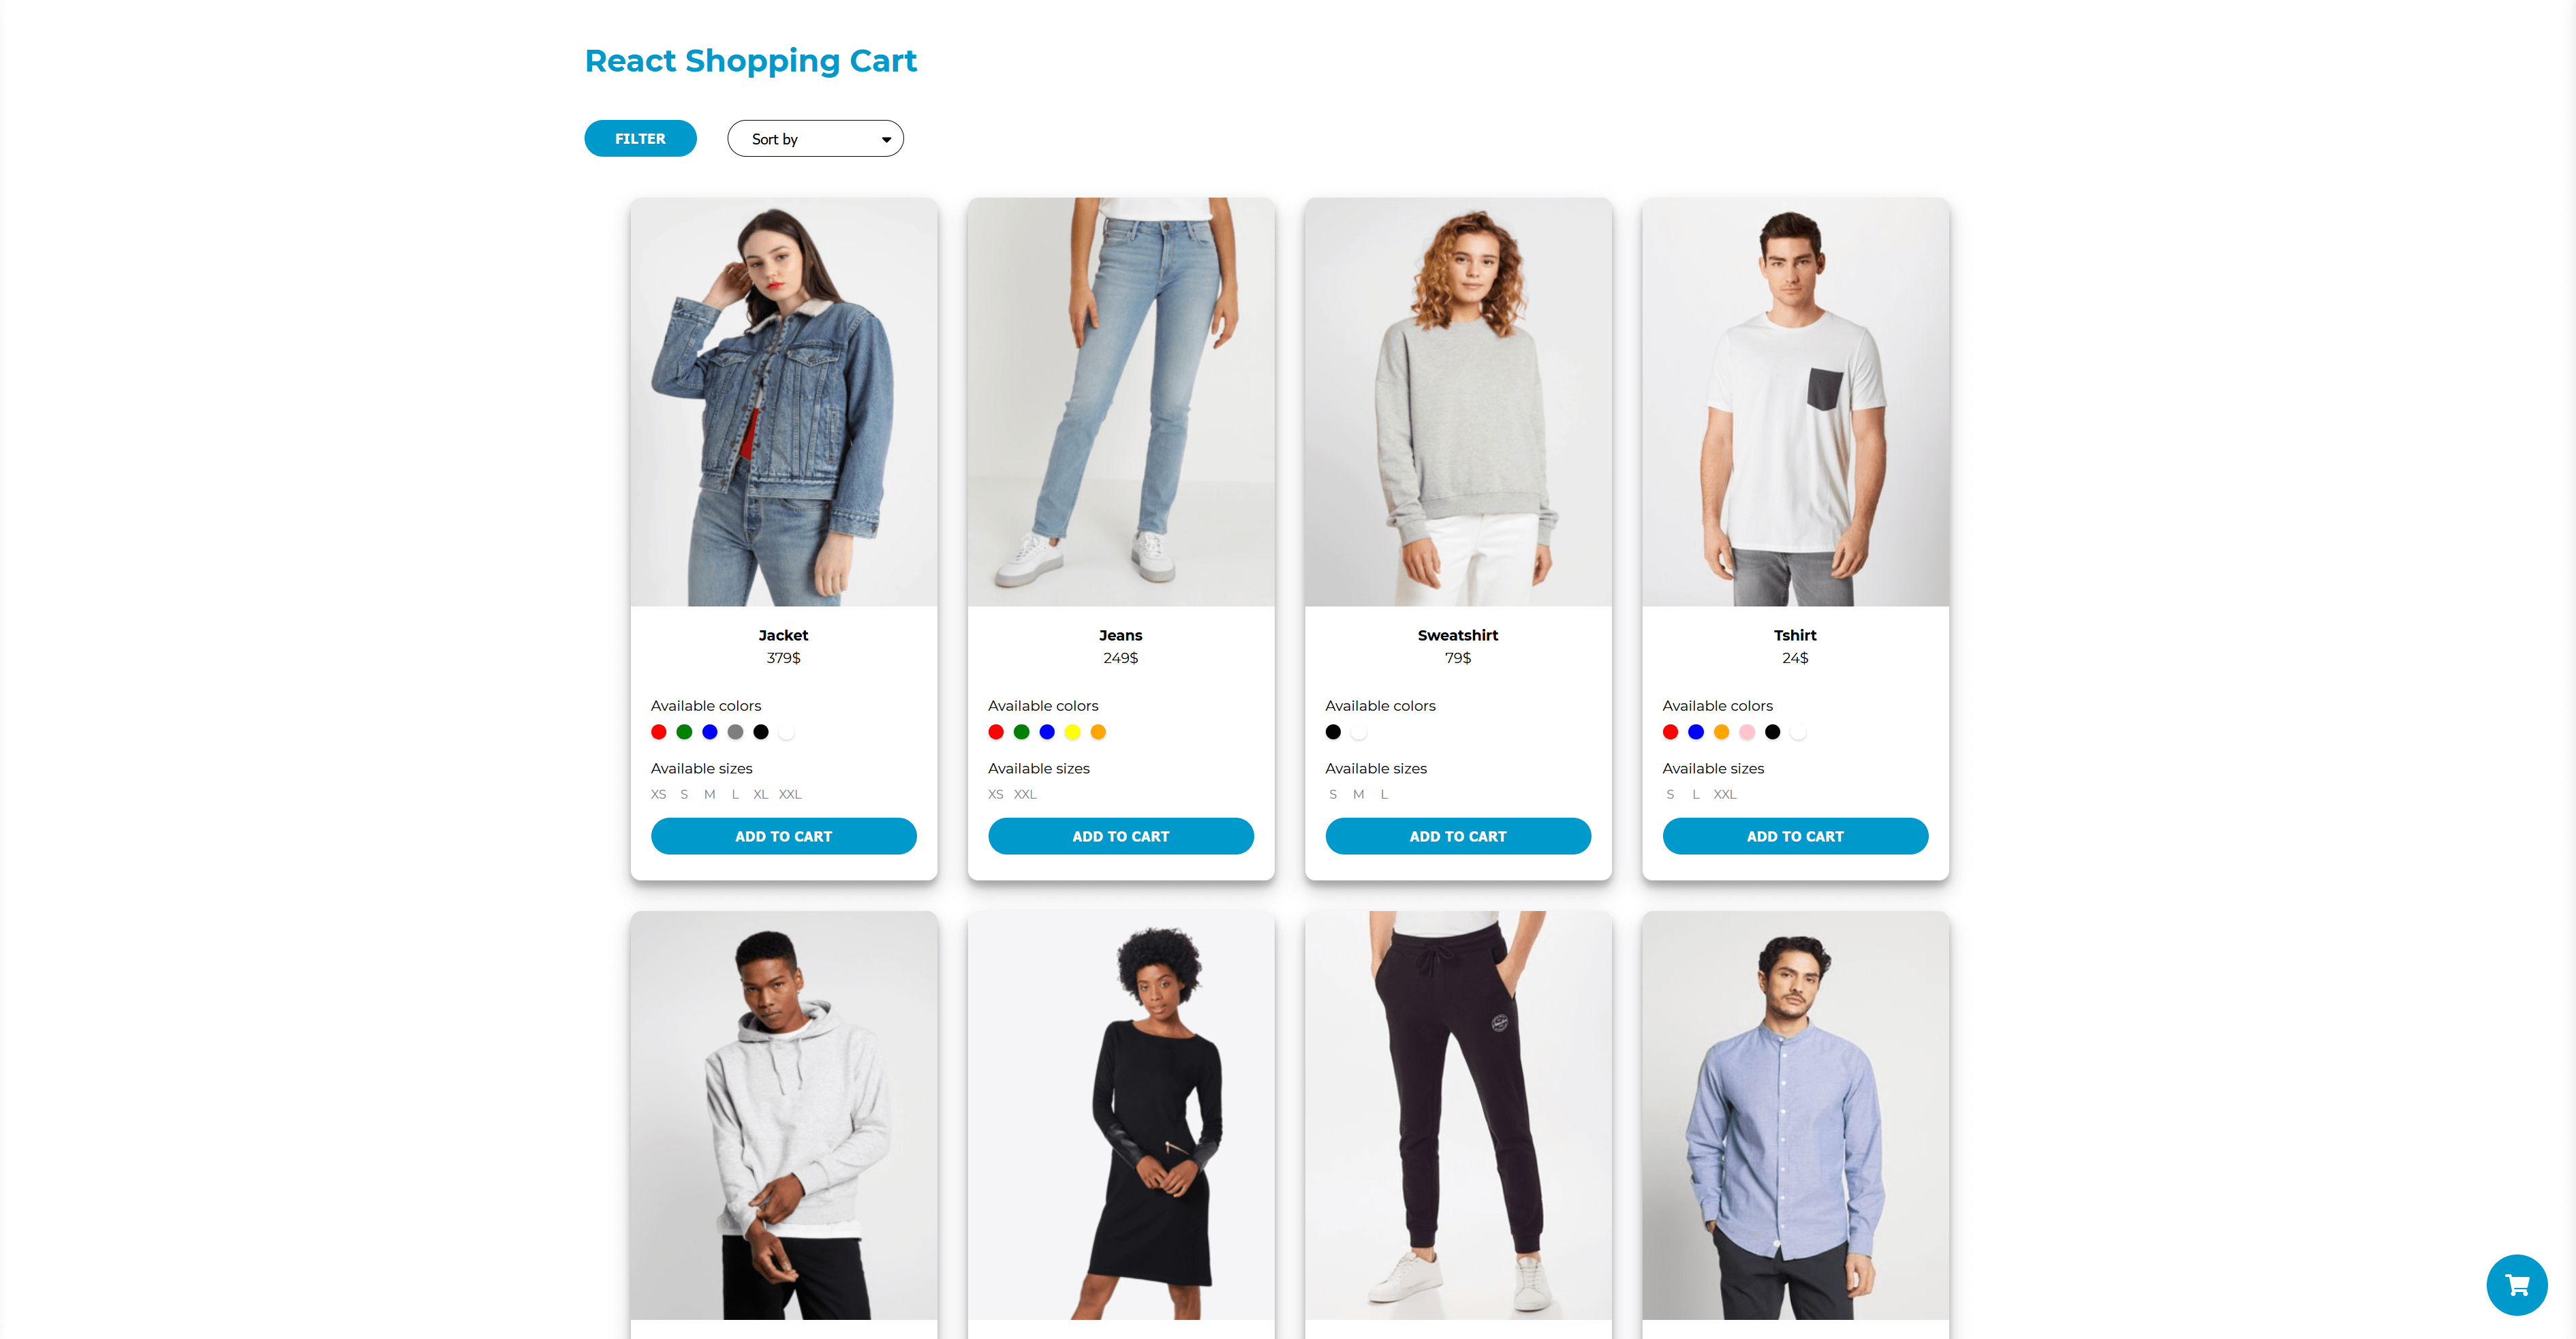 React Shopping Cart
FILTER
Sort by
Jacket
379$
Available colors
Available sizes
XS S M L XL XXL
ADD TO CART
Jeans
249$
Available colors
Available sizes
XS XXL
ADD TO CART
Sweatshirt
79$
Available colors
Available sizes
S M L
ADD TO CART
Tshirt
24$
Available colors
Available sizes
S L XXL
ADD TO CART